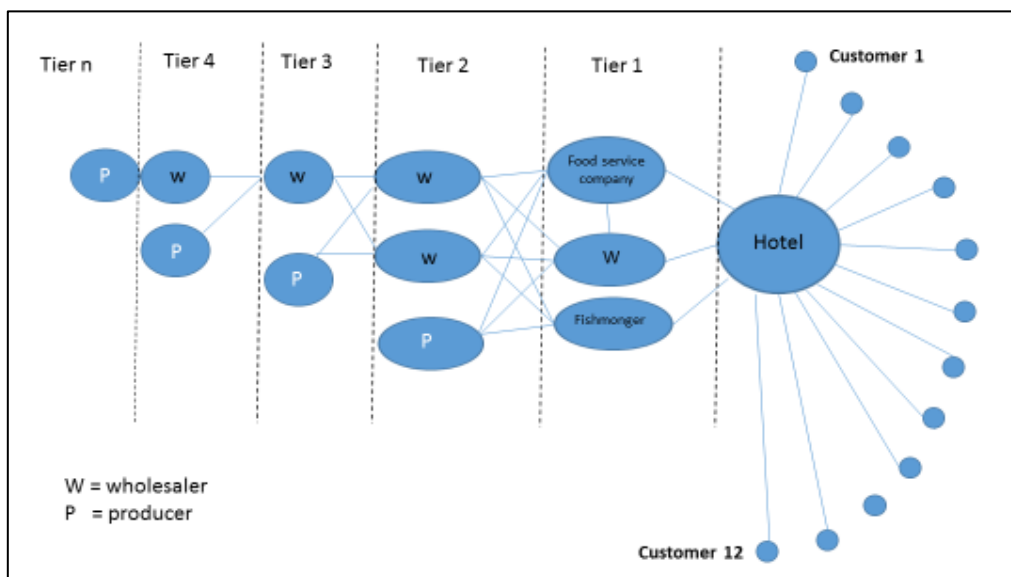 Tier n
Tier 4
Tier 3
Tier 2
Tier 1
Customer 1
P
w
w
w
Food service
company
P
P
w
W
Hotel
P
Fishmonger
W = wholesaler
P = producer
Customer 12